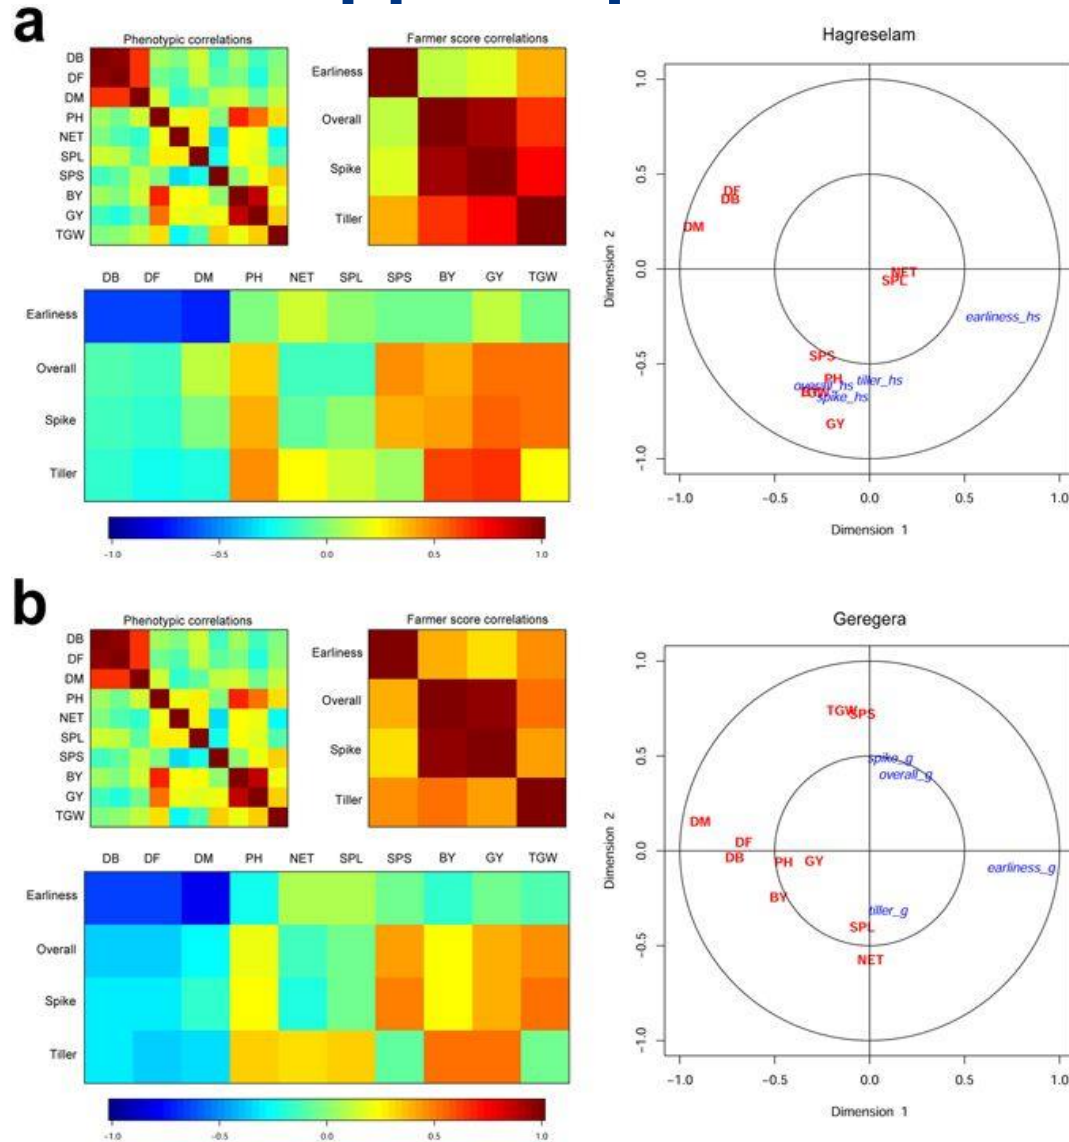 a
Phenotypic correlations
DB
DF
DM
PH
NET
SPL
SPS
BY
GY
TGW
Farmer score correlations
Earliness
Overall
Spike
Tiller
DB DF DM PH NET SPL SPS BY GY TGW
Earliness
Overall
Spike
Tiller
-1.0 -0.5 0.0 0.5 1.0
Hagreselam
Dimension 2
1.0
0.5
0.0
-0.5
-1.0
DF
DB
DM
NET
SPL
earliness_hs
SPS
PH
tiller_hs
overall_hs
spike_hs
GY
-1.0 -0.5 0.0 0.5 1.0
Dimension 1
b
Phenotypic correlations
DB
DF
DM
PH
NET
SPL
SPS
BY
GY
TGW
Farmer score correlations
Earliness
Overall
Spike
Tiller
DB DF DM PH NET SPL SPS BY GY TGW
Earliness
Overall
Spike
Tiller
-1.0 -0.5 0.0 0.5 1.0
Geregera
Dimension 2
1.0
0.5
0.0
-0.5
-1.0
TGW
SPS
spike_g
overall_g
DM
DF
DB
PH
GY
earliness_g
BY
tiller_g
SPL
NET
-1.0 -0.5 0.0 0.5 1.0
Dimension 1